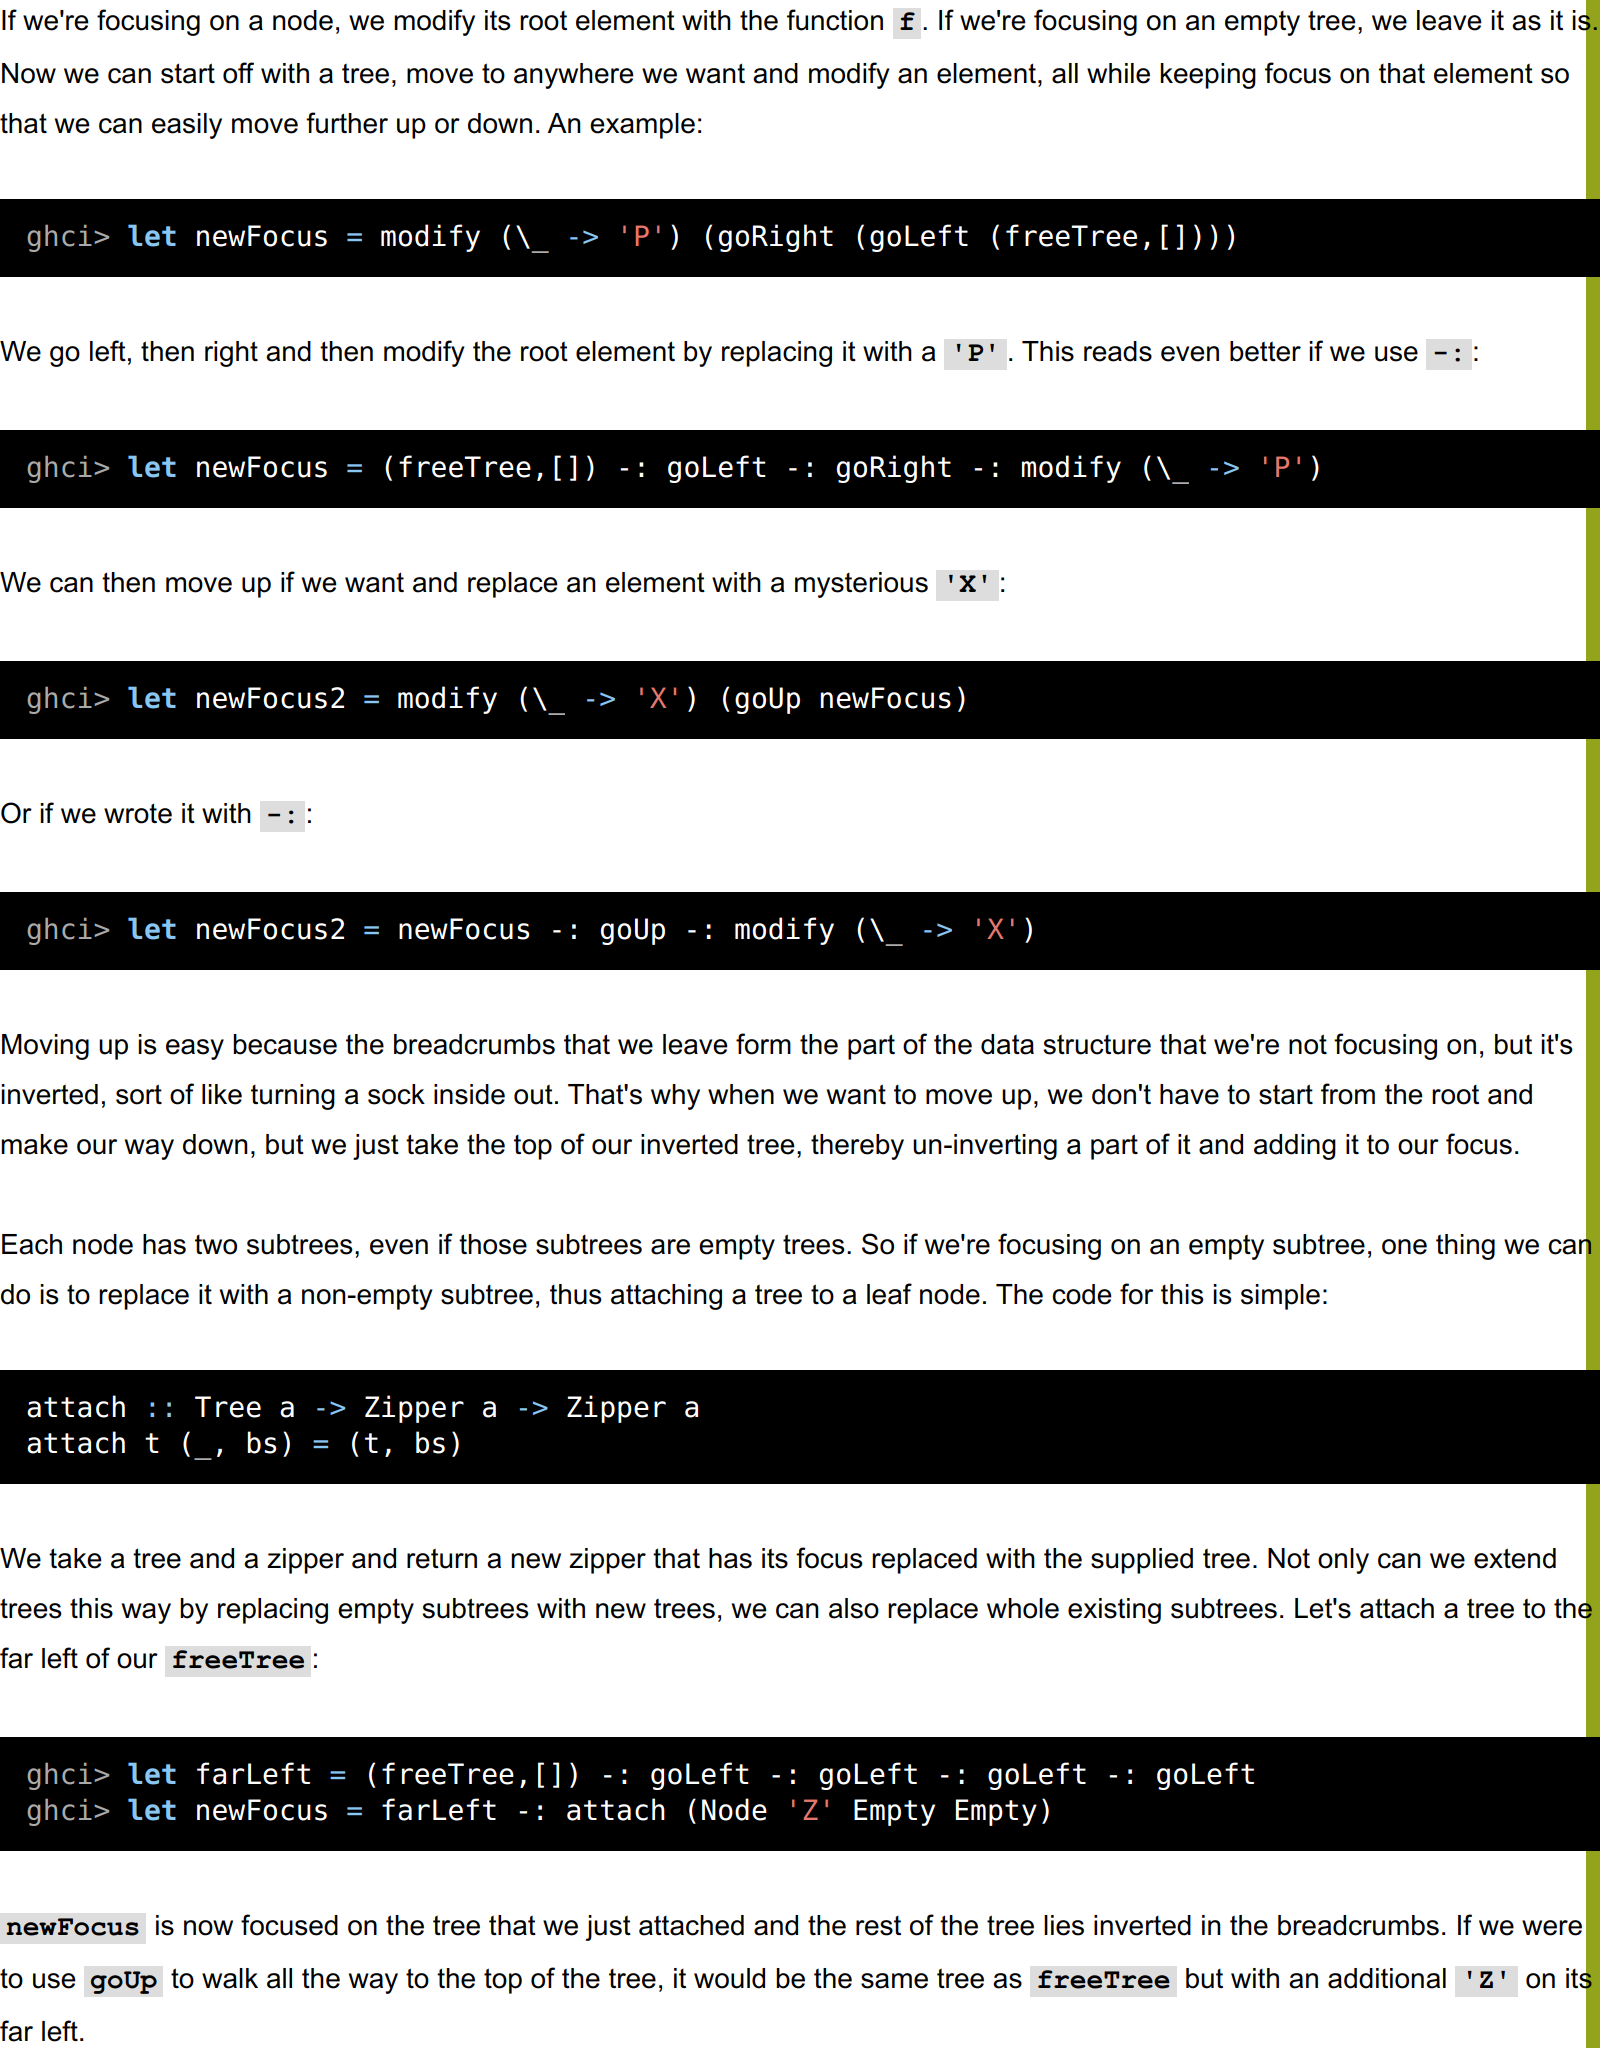 If we're focusing on a node, we modify its root element with the function f. If we're focusing on an empty tree, we leave it as it is.
Now we can start off with a tree, move to anywhere we want and modify an element, all while keeping focus on that element so
that we can easily move further up or down. An example:
ghci> let newFocus = modify (\_ -> 'P') (goRight (goLeft (freeTree,[])))
We go left, then right and then modify the root element by replacing it with a 'P'. This reads even better if we use -::
ghci> let newFocus = (freeTree,[]) -: goLeft -: goRight -: modify (\_ -> 'P')
We can then move up if we want and replace an element with a mysterious 'X':
ghci> let newFocus2 = modify (\_ -> 'X') (goUp newFocus)
Or if we wrote it with -::
ghci> let newFocus2 = newFocus -: goUp -: modify (\_ -> 'X')
Moving up is easy because the breadcrumbs that we leave form the part of the data structure that we're not focusing on, but it's
inverted, sort of like turning a sock inside out. That's why when we want to move up, we don't have to start from the root and
make our way down, but we just take the top of our inverted tree, thereby un-inverting a part of it and adding it to our focus.
Each node has two subtrees, even if those subtrees are empty trees. So if we're focusing on an empty subtree, one thing we can
do is to replace it with a non-empty subtree, thus attaching a tree to a leaf node. The code for this is simple:
attach :: Tree a -> Zipper a -> Zipper a
attach t (_, bs) = (t, bs)
We take a tree and a zipper and return a new zipper that has its focus replaced with the supplied tree. Not only can we extend
trees this way by replacing empty subtrees with new trees, we can also replace whole existing subtrees. Let's attach a tree to the
far left of our freeTree:
ghci> let farLeft = (freeTree,[]) -: goLeft -: goLeft -: goLeft -: goLeft
ghci> let newFocus = farLeft -: attach (Node 'Z' Empty Empty)
newFocus is now focused on the tree that we just attached and the rest of the tree lies inverted in the breadcrumbs. If we were
to use goUp to walk all the way to the top of the tree, it would be the same tree as freeTree but with an additional 'Z' on its
far left.